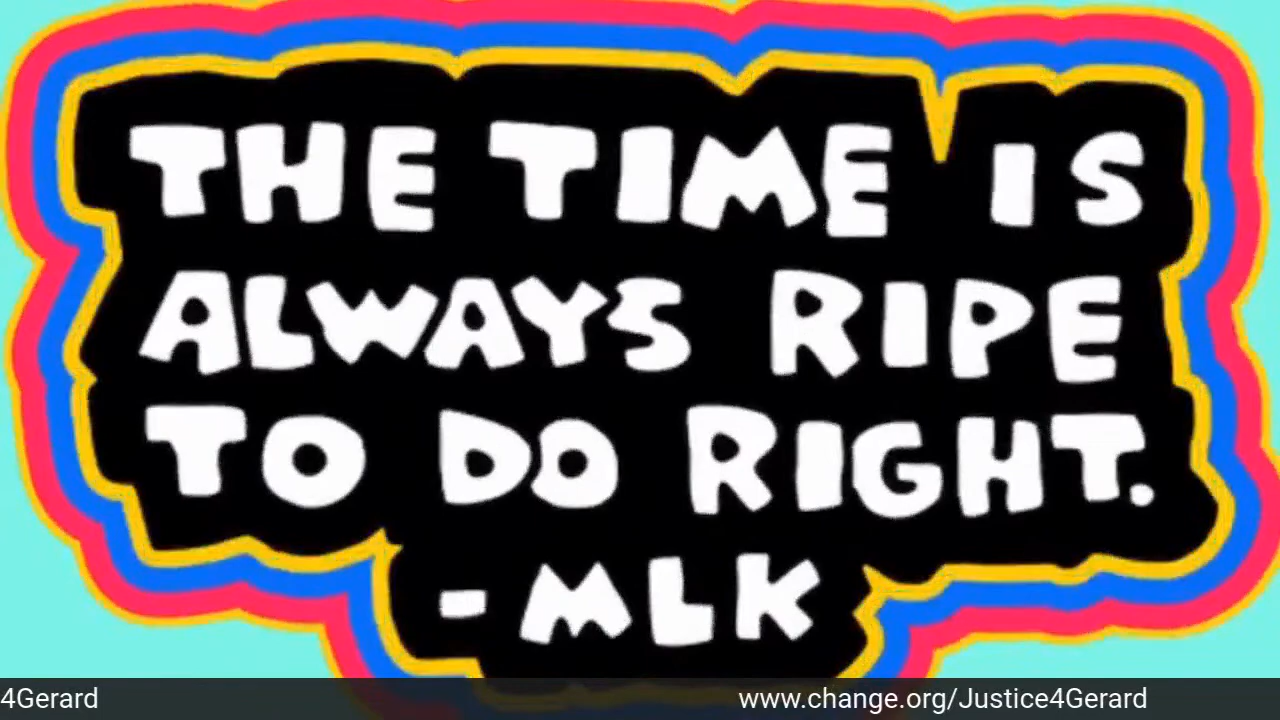 THE TIME IS
ALWAYS RIPE
TO DO RIGHT.
- MLK
4Gerard www.change.org/Justice4Gerard